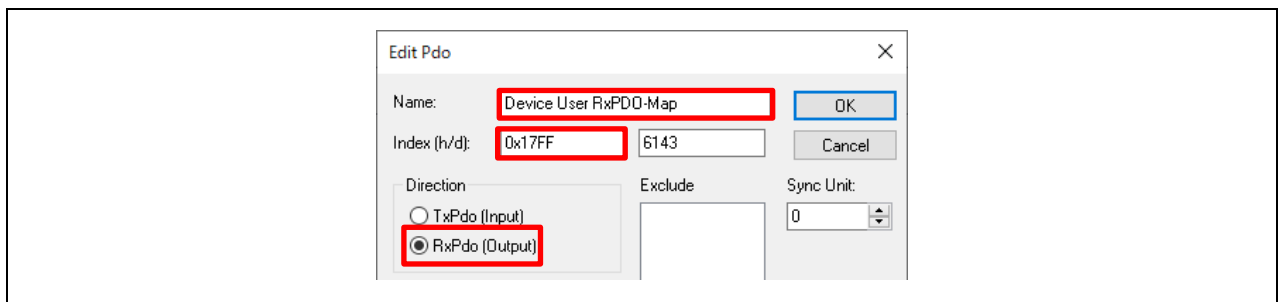 Edit Pdo
Name: Device User RxPDO-Map OK
Index (h/d): 0x17FF 6143 Cancel
Direction Exclude Sync Unit:
TxPdo (Input) 0
RxPdo (Output)